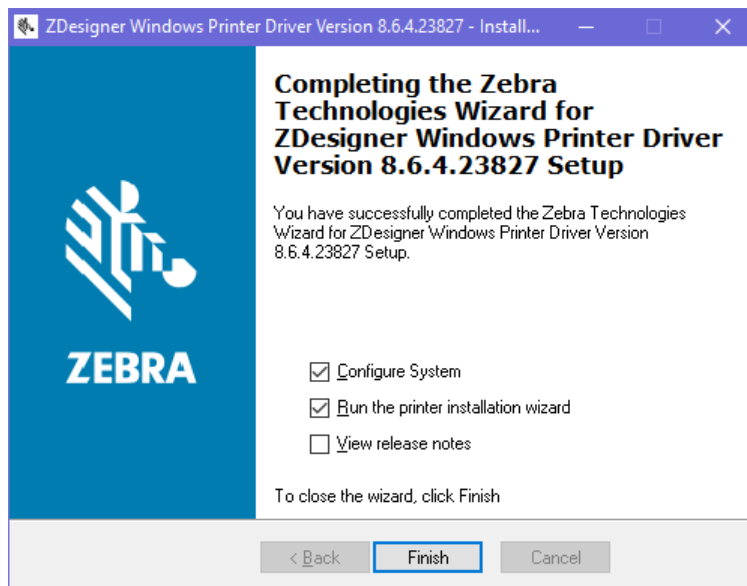 ZDesigner Windows Printer Driver Version 8.6.4.23827 - Install...
Completing the Zebra
Technologies Wizard for
ZDesigner Windows Printer Driver
Version 8.6.4.23827 Setup
You have successfully completed the Zebra Technologies
Wizard for ZDesigner Windows Printer Driver Version
8.6.4.23827 Setup.
ZEBRA
Configure System
Run the printer installation wizard
View release notes
To close the wizard, click Finish
< Back
Finish
Cancel